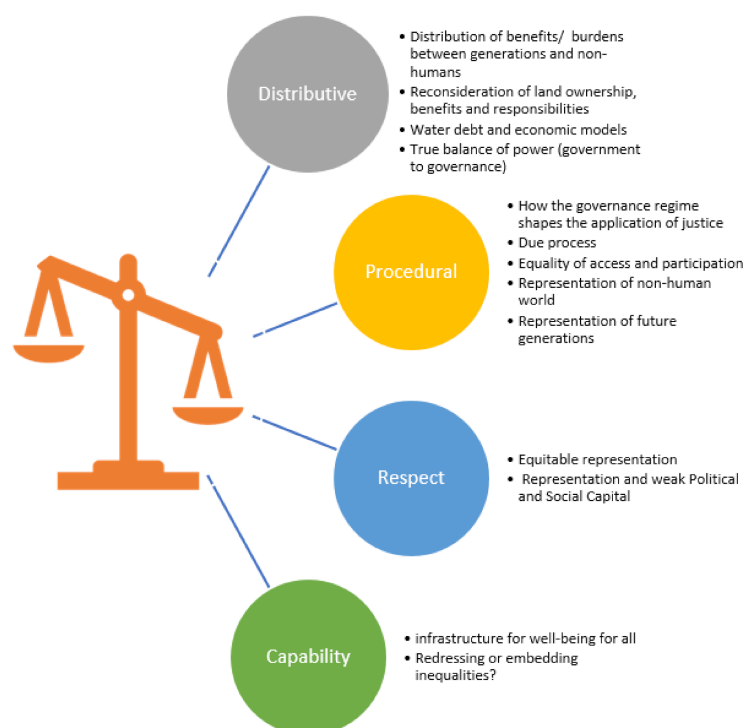 Distributive
• Distribution of benefits/ burdens
between generations and non-
humans
• Reconsideration of land ownership,
benefits and responsibilities
• Water debt and economic models
• True balance of power (government
to governance)
Procedural
• How the governance regime
shapes the application of justice
• Due process
• Equality of access and participation
• Representation of non-human
world
• Representation of future
generations
Respect
• Equitable representation
• Representation and weak Political
and Social Capital
Capability
• infrastructure for well-being for all
• Redressing or embedding
inequalities?